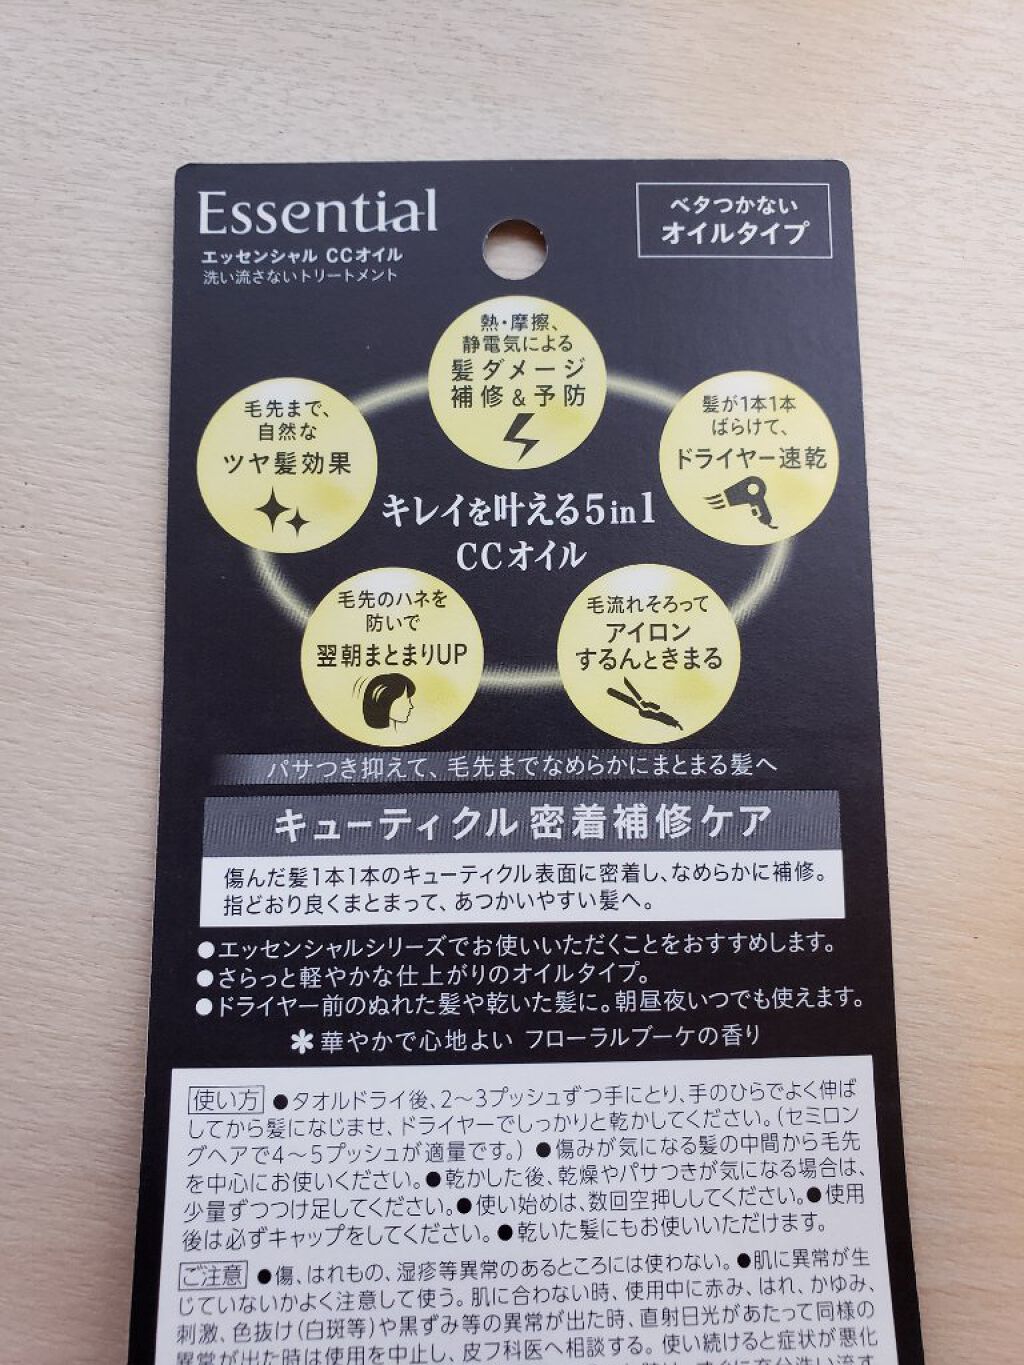 Essential
エッセンシャル CCオイル
洗い流さないトリートメント
ベタつかない
オイルタイプ
熱・摩擦、
静電気による
髪ダメージ
補修&予防
毛先まで、
自然な
ツヤ髪効果
髪が1本1本
ばらけて、
ドライヤー速乾
キレイを叶える5in1
CCオイル
毛先のハネを
防いで
翌朝まとまりUP
毛流れそろって
アイロン
するんときまる
パサつき抑えて、毛先までなめらかにまとまる髪へ
キューティクル密着補修ケア
傷んだ髪1本1本のキューティクル表面に密着し、なめらかに補修。
指どおり良くまとまって、あつかいやすい髪へ。
●エッセンシャルシリーズでお使いいただくことをおすすめします。
●さらっと軽やかな仕上がりのオイルタイプ。
●ドライヤー前のぬれた髪や乾いた髪に。朝昼夜いつでも使えます。
＊華やかで心地よい フローラルブーケの香り
使い方 ●タオルドライ後、2～3プッシュずつ手にとり、手のひらでよく伸ば
してから髪になじませ、ドライヤーでしっかりと乾かしてください。(セミロン
グヘアで4～5プッシュが適量です。) ●傷みが気になる髪の中間から毛先
を中心にお使いください。●乾かした後、乾燥やパサつきが気になる場合は、
少量ずつつけ足してください。●使い始めは、数回空押ししてください。●使用
後は必ずキャップをしてください。●乾いた髪にもお使いいただけます。
ご注意 ●傷、はれもの、湿疹等異常のあるところには使わない。●肌に異常が生
じていないかよく注意して使う。肌に合わない時、使用中に赤み、はれ、かゆみ、
刺激、色抜け(白斑等)や黒ずみ等の異常が出た時、直射日光があたって同様の
異常が出た時は使用を中止し、皮フ科医へ相談する。使い続けると症状が悪化